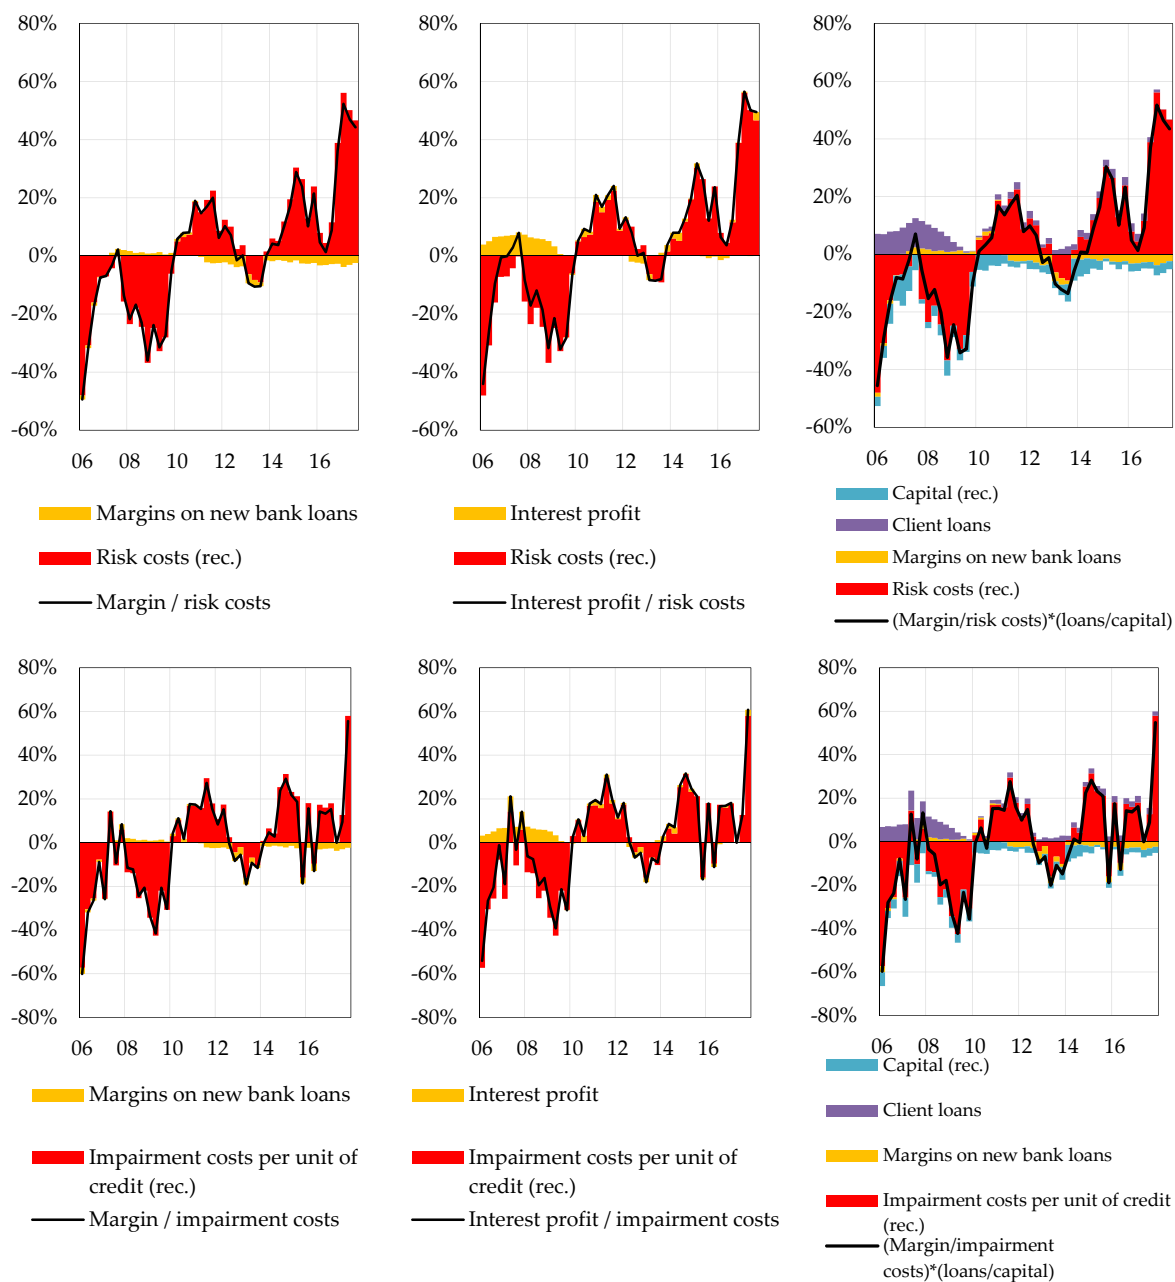 80%
60%
40%
20%
0%
-20%
-40%
-60%
06 08 10 12 14 16
Margins on new bank loans
Risk costs (rec.)
Margin / risk costs
80%
60%
40%
20%
0%
-20%
-40%
-60%
06 08 10 12 14 16
Interest profit
Risk costs (rec.)
Interest profit / risk costs
80%
60%
40%
20%
0%
-20%
-40%
-60%
06 08 10 12 14 16
Capital (rec.)
Client loans
Margins on new bank loans
Risk costs (rec.)
(Margin/risk costs)*(loans/capital)
80%
60%
40%
20%
0%
-20%
-40%
-60%
-80%
06 08 10 12 14 16
Margins on new bank loans
Impairment costs per unit of
credit (rec.)
Margin / impairment costs
80%
60%
40%
20%
0%
-20%
-40%
-60%
-80%
06 08 10 12 14 16
Interest profit
Impairment costs per unit of
credit (rec.)
Interest profit / impairment costs
80%
60%
40%
20%
0%
-20%
-40%
-60%
-80%
06 08 10 12 14 16
Capital (rec.)
Client loans
Margins on new bank loans
Impairment costs per unit of credit
(rec.)
(Margin/impairment
costs)*(loans/capital)